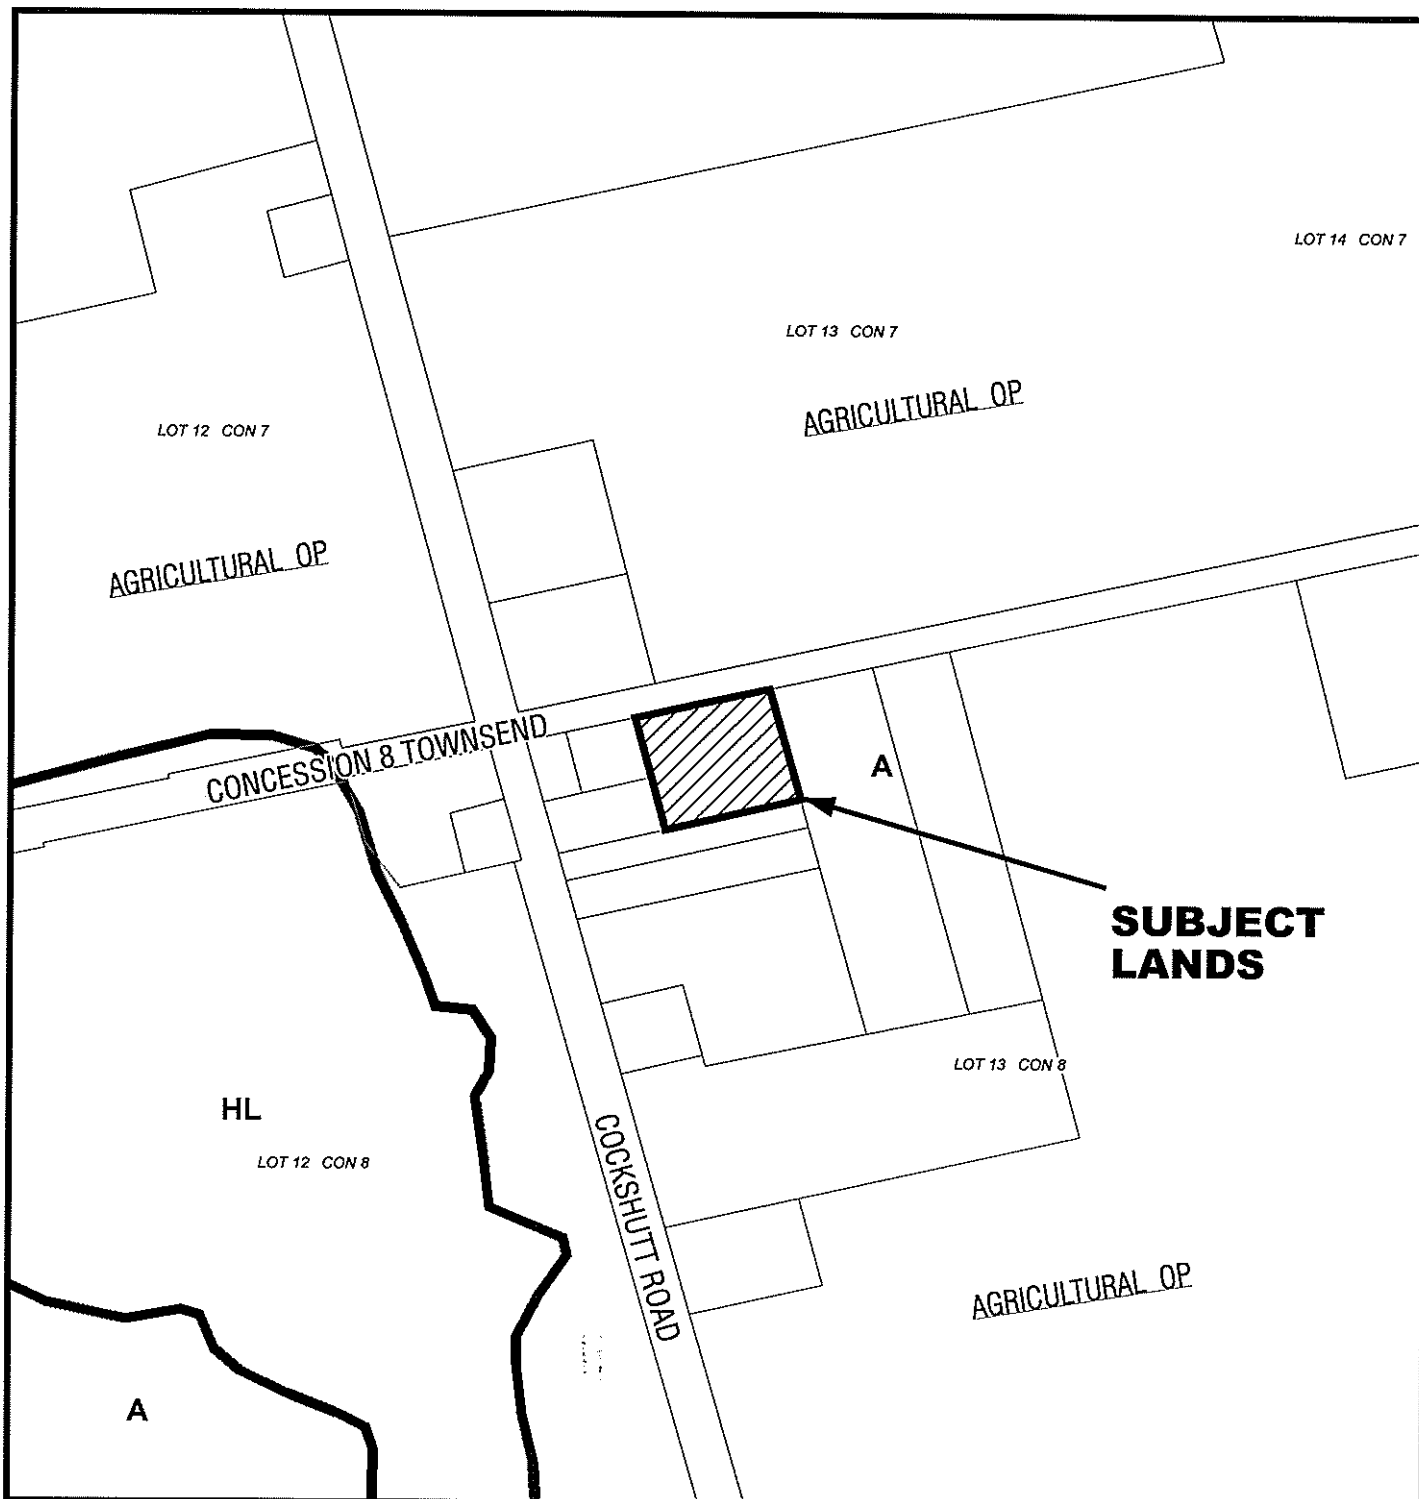 LOT 14 CON 7
LOT 13 CON 7
AGRICULTURAL OP
LOT 12 CON 7
AGRICULTURAL OP
CONCESSION 8 TOWNSEND
A
SUBJECT
LANDS
LOT 13 CON 8
HL
LOT 12 CON 8
COCKSHUTT ROAD
AGRICULTURAL OP
A